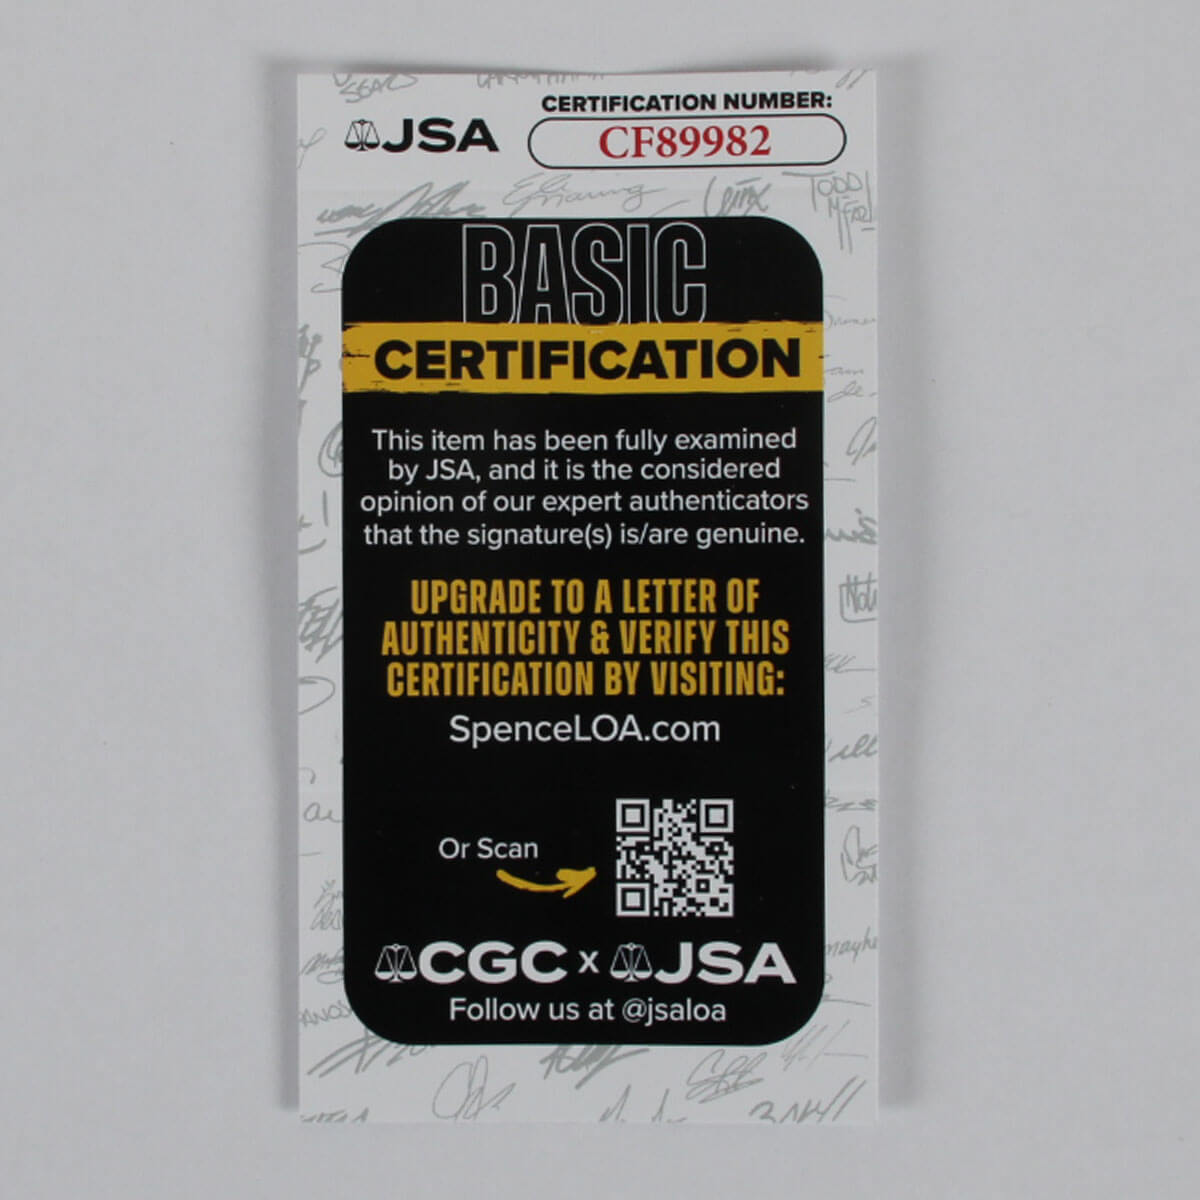 JSA
CERTIFICATION NUMBER:
CF89982
BASIC
CERTIFICATION
This item has been fully examined
by JSA, and it is the considered
opinion of our expert authenticators
that the signature(s) is/are genuine.
UPGRADE TO A LETTER OF
AUTHENTICITY & VERIFY THIS
CERTIFICATION BY VISITING:
SpenceLOA.com
Or Scan
CGC x JSA
Follow us at @jsaloa